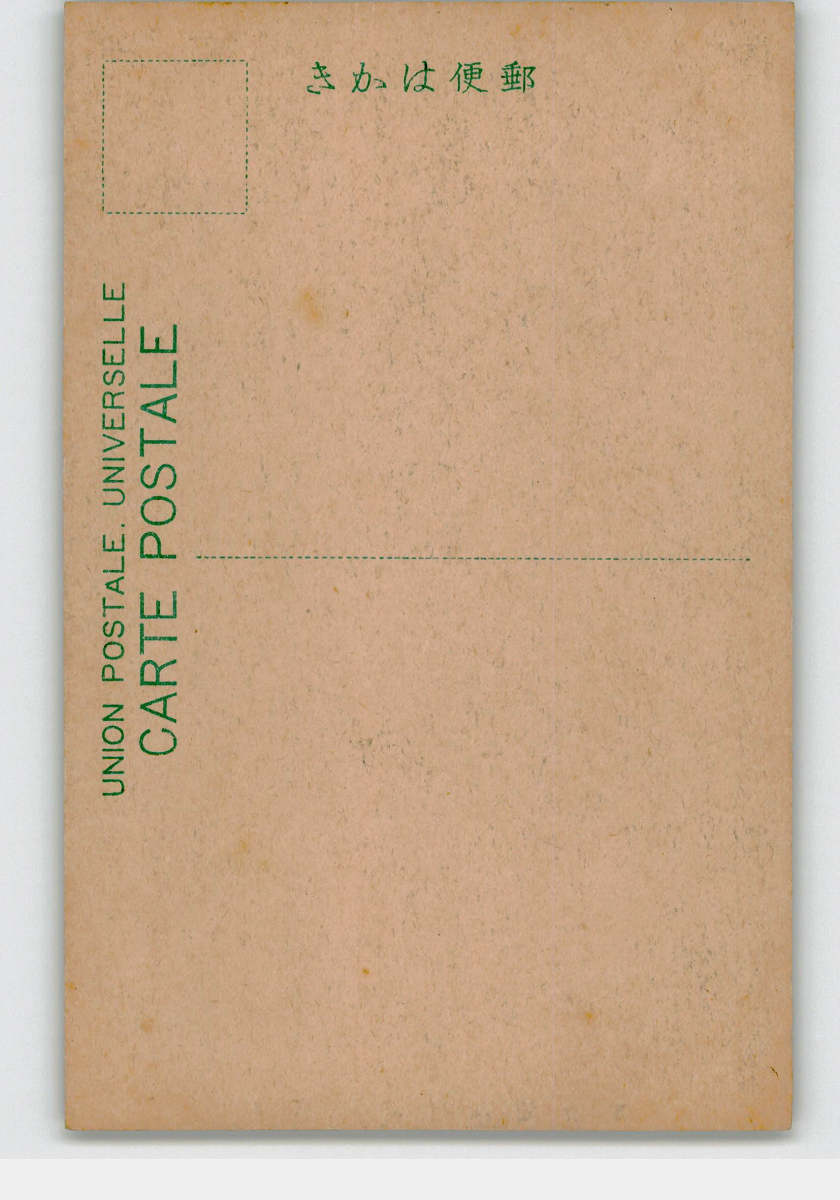 郵便はかき
UNION POSTALE. UNIVERSELLE
CARTE POSTALE